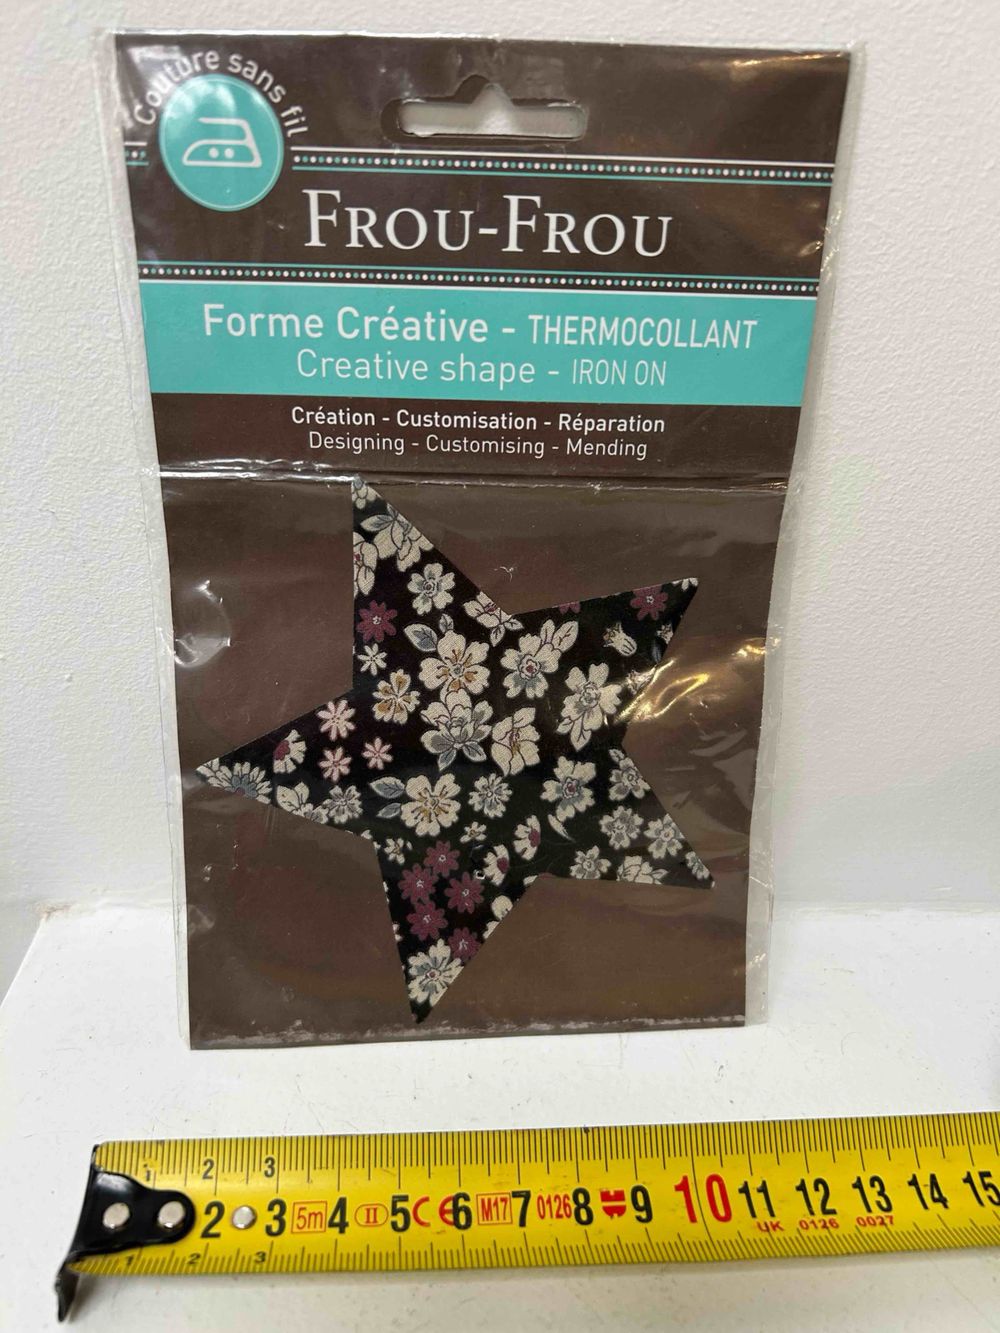 Couture sans fil
FROU-FROU
Forme Créative - THERMOCOLLANT
Creative shape - IRON ON
Création - Customisation - Réparation
Designing - Customising - Mending
1 2 3
2 3 5m 4 II 5 CE 6 M17 7 0126 8 9 10 11 12 13 14 15
UK 0126 0027
1 2 3